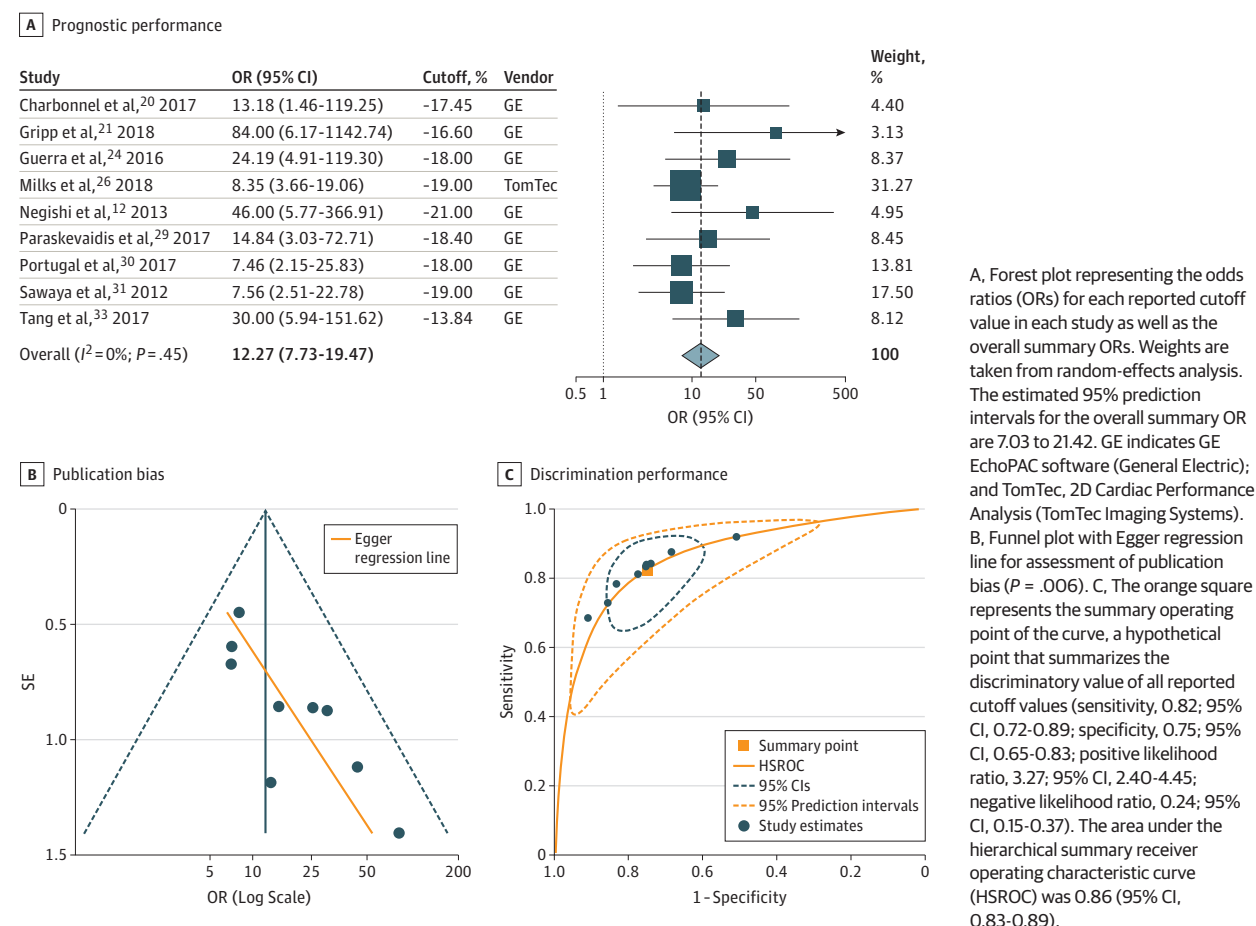 A Prognostic performance
Study OR (95% CI) Cutoff, % Vendor Weight, %
Charbonnel et al,20 2017 13.18 (1.46-119.25) -17.45 GE 4.40
Gripp et al,21 2018 84.00 (6.17-1142.74) -16.60 GE 3.13
Guerra et al,24 2016 24.19 (4.91-119.30) -18.00 GE 8.37
Milks et al,26 2018 8.35 (3.66-19.06) -19.00 TomTec 31.27
Negishi et al,12 2013 46.00 (5.77-366.91) -21.00 GE 4.95
Paraskevaidis et al,29 2017 14.84 (3.03-72.71) -18.40 GE 8.45
Portugal et al,30 2017 7.46 (2.15-25.83) -18.00 GE 13.81
Sawaya et al,31 2012 7.56 (2.51-22.78) -19.00 GE 17.50
Tang et al,33 2017 30.00 (5.94-151.62) -13.84 GE 8.12
Overall (I2=0%; P=.45) 12.27 (7.73-19.47) 100
0.5 1 10 50 500
OR (95% CI)
B Publication bias
0
0.5
1.0
1.5
SE
Egger
regression line
5 10 25 50 200
OR (Log Scale)
C Discrimination performance
1.0
0.8
0.6
0.4
0.2
0
Sensitivity
Summary point
HSROC
95% CIs
95% Prediction intervals
Study estimates
1.0 0.8 0.6 0.4 0.2 0
1-Specificity
A, Forest plot representing the odds
ratios (ORs) for each reported cutoff
value in each study as well as the
overall summary ORs. Weights are
taken from random-effects analysis.
The estimated 95% prediction
intervals for the overall summary OR
are 7.03 to 21.42. GE indicates GE
EchoPAC software (General Electric);
and TomTec, 2D Cardiac Performance
Analysis (TomTec Imaging Systems).
B, Funnel plot with Egger regression
line for assessment of publication
bias (P = .006). C, The orange square
represents the summary operating
point of the curve, a hypothetical
point that summarizes the
discriminatory value of all reported
cutoff values (sensitivity, 0.82; 95%
CI, 0.72-0.89; specificity, 0.75; 95%
CI, 0.65-0.83; positive likelihood
ratio, 3.27; 95% CI, 2.40-4.45;
negative likelihood ratio, 0.24; 95%
CI, 0.15-0.37). The area under the
hierarchical summary receiver
operating characteristic curve
(HSROC) was 0.86 (95% CI,
0.83-0.89).